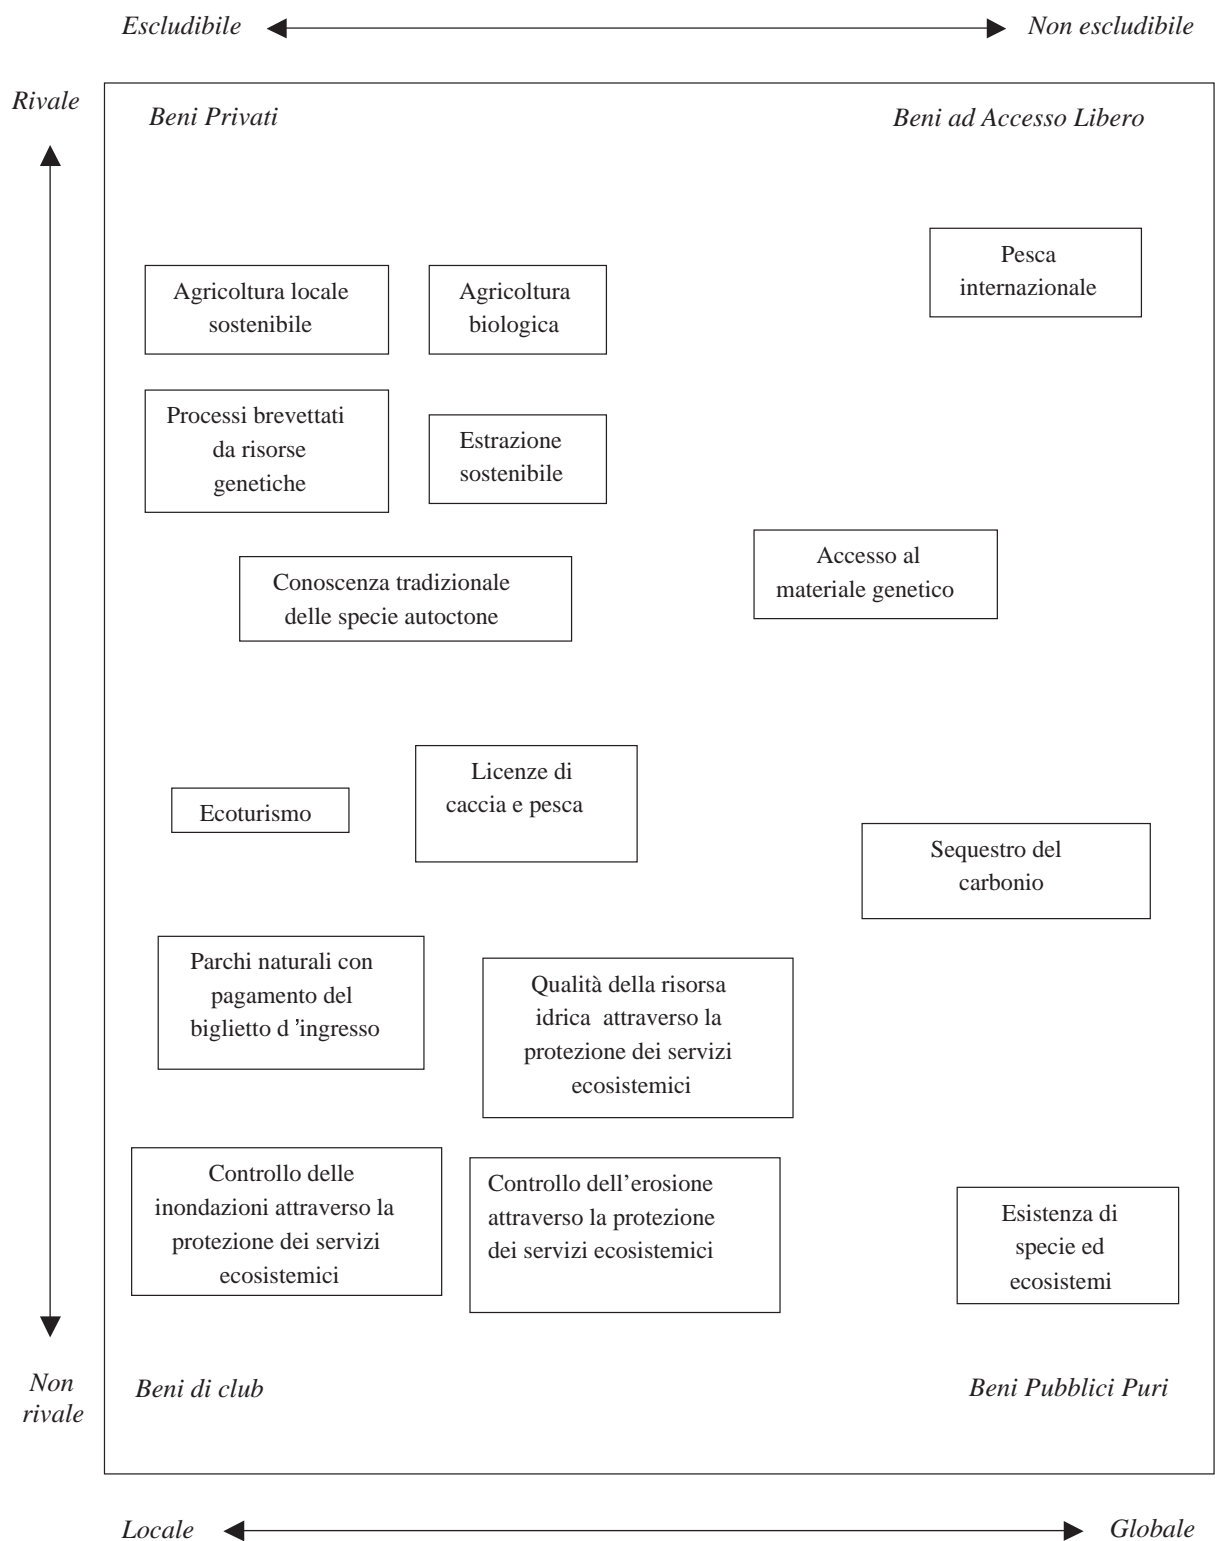 Escludibile
Non escludibile
Rivale
Beni Privati
Beni ad Accesso Libero
Pesca
internazionale
Agricoltura locale
sostenibile
Agricoltura
biologica
Processi brevettati
da risorse
genetiche
Estrazione
sostenibile
Accesso al
materiale genetico
Conoscenza tradizionale
delle specie autoctone
Licenze di
caccia e pesca
Ecoturismo
Sequestro del
carbonio
Parchi naturali con
pagamento del
biglietto d ’ingresso
Qualità della risorsa
idrica attraverso la
protezione dei servizi
ecosistemici
Controllo delle
inondazioni attraverso la
protezione dei servizi
ecosistemici
Controllo dell’erosione
attraverso la protezione
dei servizi ecosistemici
Esistenza di
specie ed
ecosistemi
Non
rivale
Beni di club
Beni Pubblici Puri
Locale
Globale